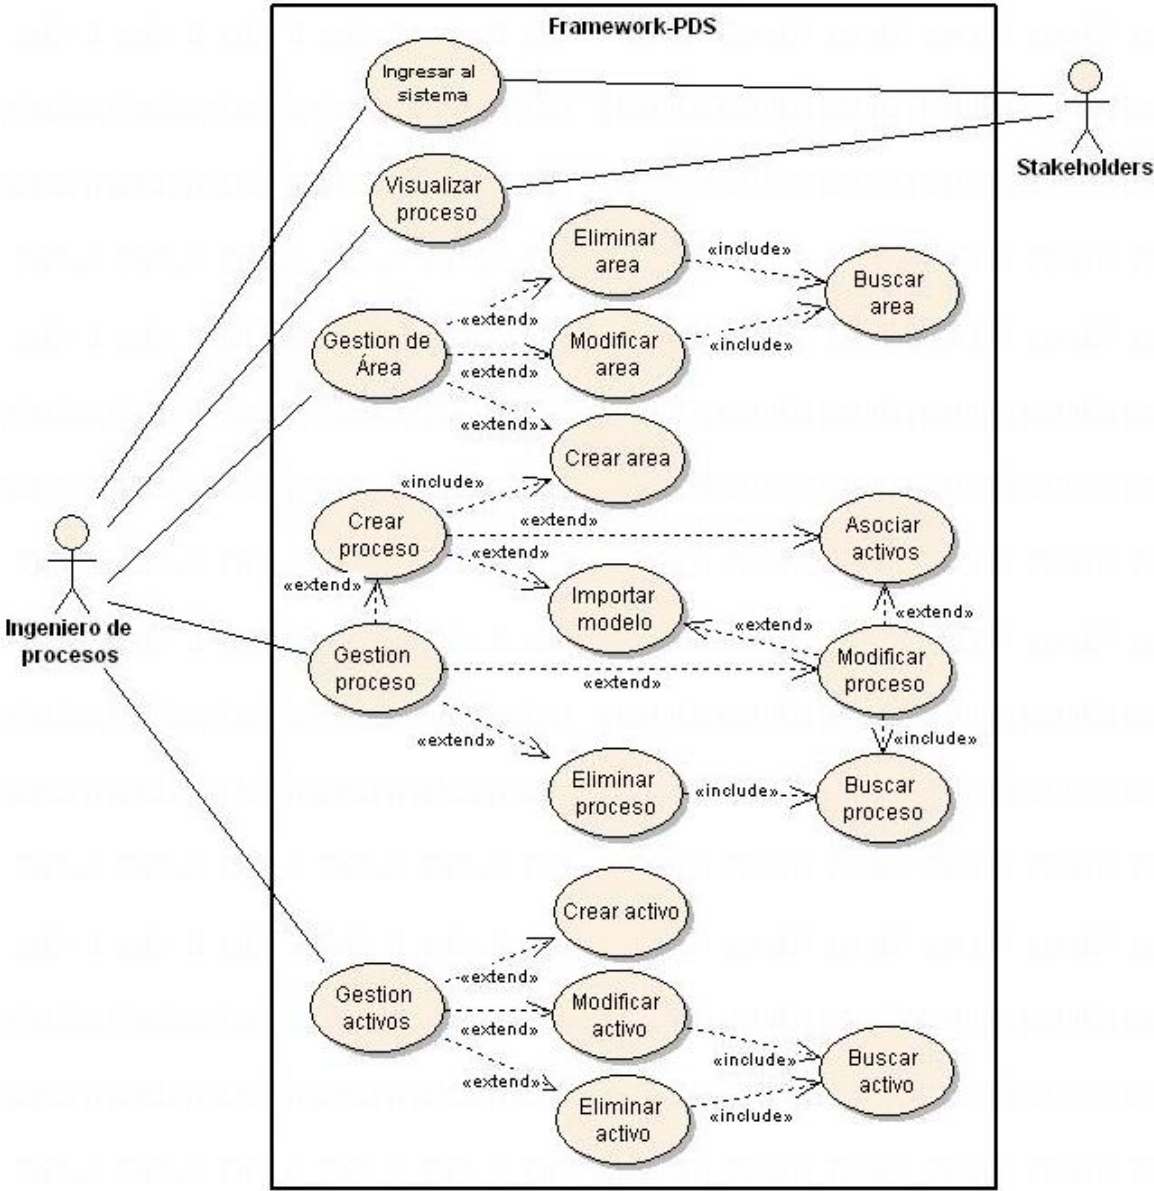 Framework-PDS
Ingresar al
sistema
Stakeholders
Visualizar
proceso
Eliminar
area
«include»
Buscar
area
«extend»
Gestion de
Área
Modificar
area
«include»
«extend»
«extend»
Crear area
«include»
Crear
proceso
«extend»
Asociar
activos
«extend»
«extend»
Importar
modelo
«extend»
«extend»
Ingeniero de
procesos
Gestion
proceso
Modificar
proceso
«extend»
«extend»
«include»
Eliminar
proceso
«include»
Buscar
proceso
Crear activo
«extend»
Gestion
activos
Modificar
activo
«extend»
«include»
Buscar
activo
«extend»
Eliminar
activo
«include»